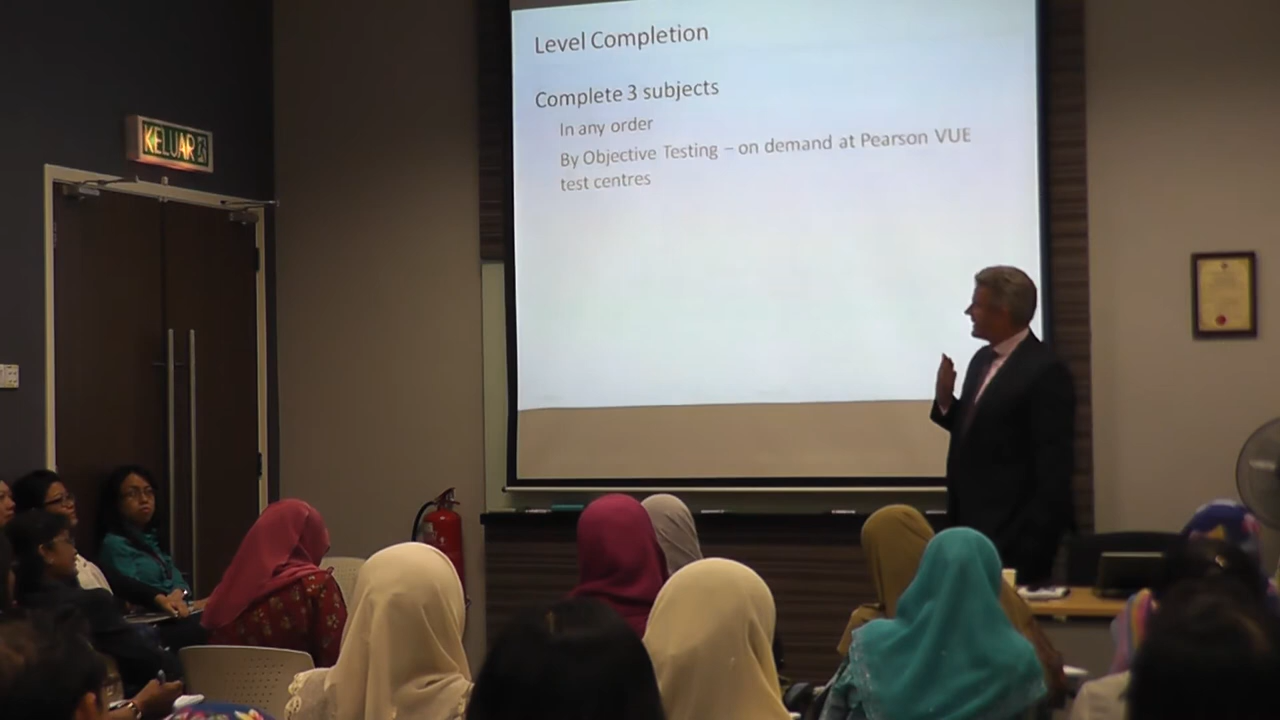 Level Completion
Complete 3 subjects
In any order
By Objective Testing – on demand at Pearson VUE
test centres
KELUAR